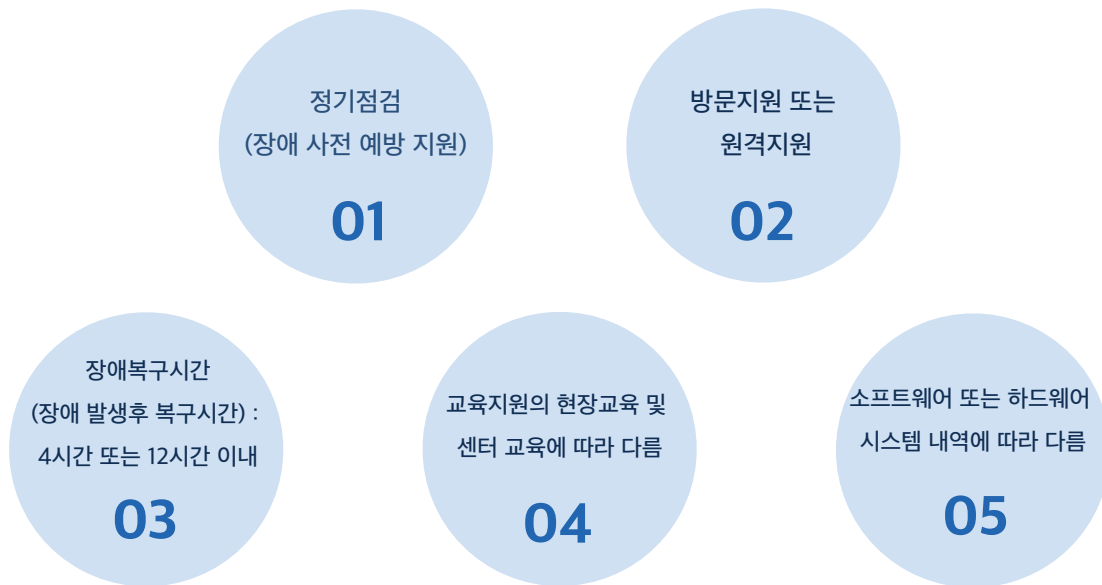 정기점검
(장애 사전 예방 지원)
01
방문지원 또는
원격지원
02
장애복구시간
(장애 발생후 복구시간) :
4시간 또는 12시간 이내
03
교육지원의 현장교육 및
센터 교육에 따라 다름
04
소프트웨어 또는 하드웨어
시스템 내역에 따라 다름
05